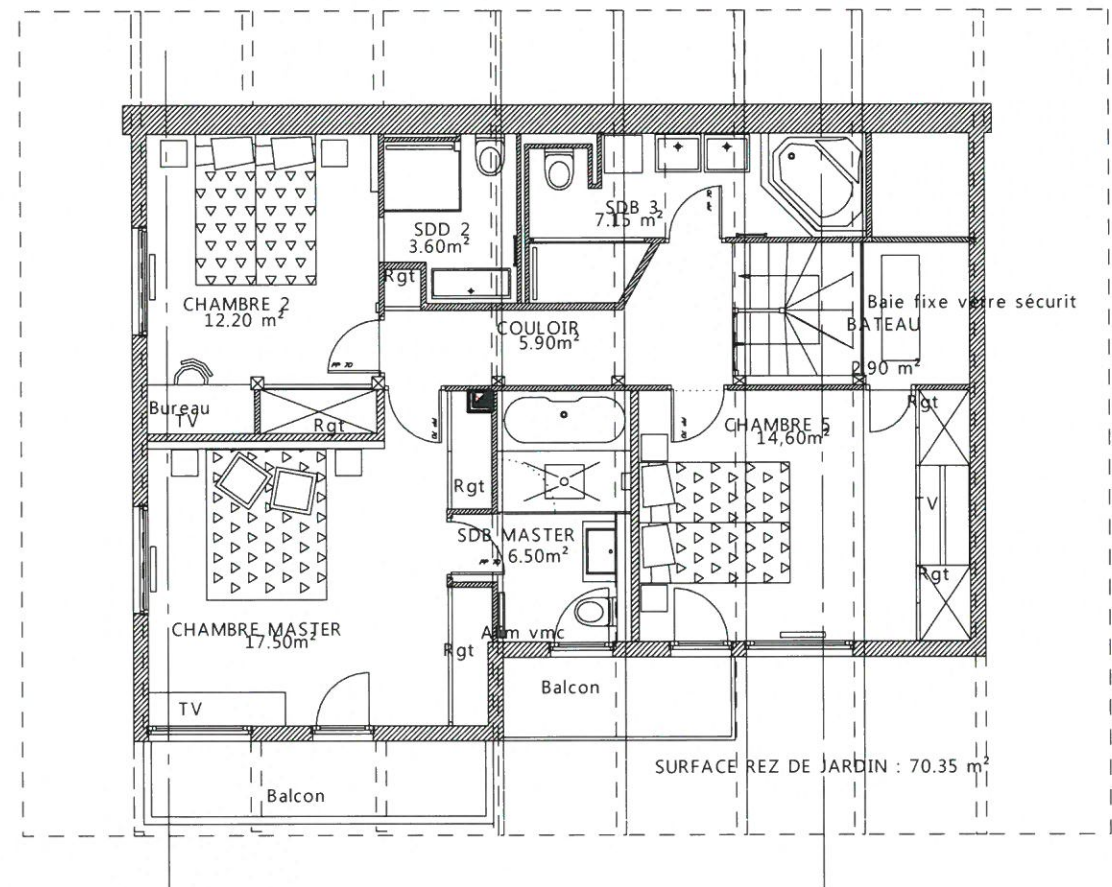 SDB 3
7.15 m²
SDD 2
3.60m²
Rgt
CHAMBRE 2
12.20 m²
COULOIR
5.90m²
Baie fixe verre sécurit
BATEAU
2.90 m²
Bureau
TV
Rgt
Rgt
CHAMBRE 5
14,60m²
Rgt
TV
SDB MASTER
6.50m²
Rgt
CHAMBRE MASTER
17.50m²
Rgt
TV
Balcon
Balcon
SURFACE REZ DE JARDIN : 70.35 m²